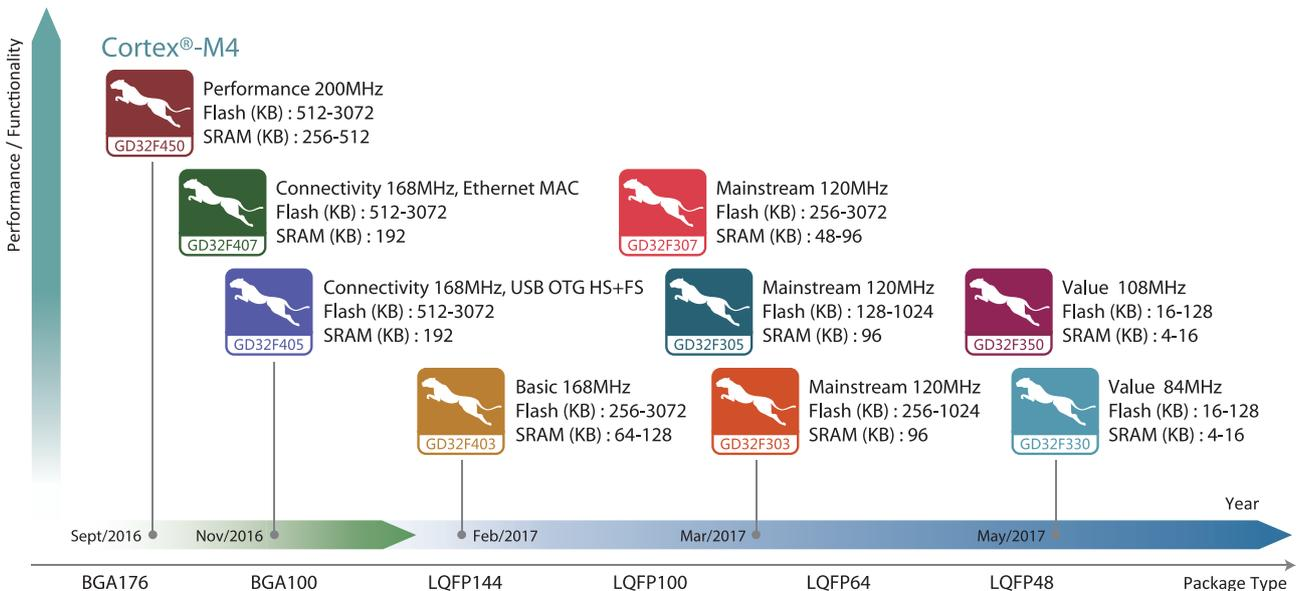 Performance / Functionality
Cortex®-M4
GD32F450
Performance 200MHz
Flash (KB) : 512-3072
SRAM (KB) : 256-512
GD32F407
Connectivity 168MHz, Ethernet MAC
Flash (KB) : 512-3072
SRAM (KB) : 192
GD32F307
Mainstream 120MHz
Flash (KB) : 256-3072
SRAM (KB) : 48-96
GD32F405
Connectivity 168MHz, USB OTG HS+FS
Flash (KB) : 512-3072
SRAM (KB) : 192
GD32F305
Mainstream 120MHz
Flash (KB) : 128-1024
SRAM (KB) : 96
GD32F350
Value 108MHz
Flash (KB) : 16-128
SRAM (KB) : 4-16
GD32F403
Basic 168MHz
Flash (KB) : 256-3072
SRAM (KB) : 64-128
GD32F303
Mainstream 120MHz
Flash (KB) : 256-1024
SRAM (KB) : 96
GD32F330
Value 84MHz
Flash (KB) : 16-128
SRAM (KB) : 4-16
Year
Sept/2016
Nov/2016
Feb/2017
Mar/2017
May/2017
BGA176
BGA100
LQFP144
LQFP100
LQFP64
LQFP48
Package Type